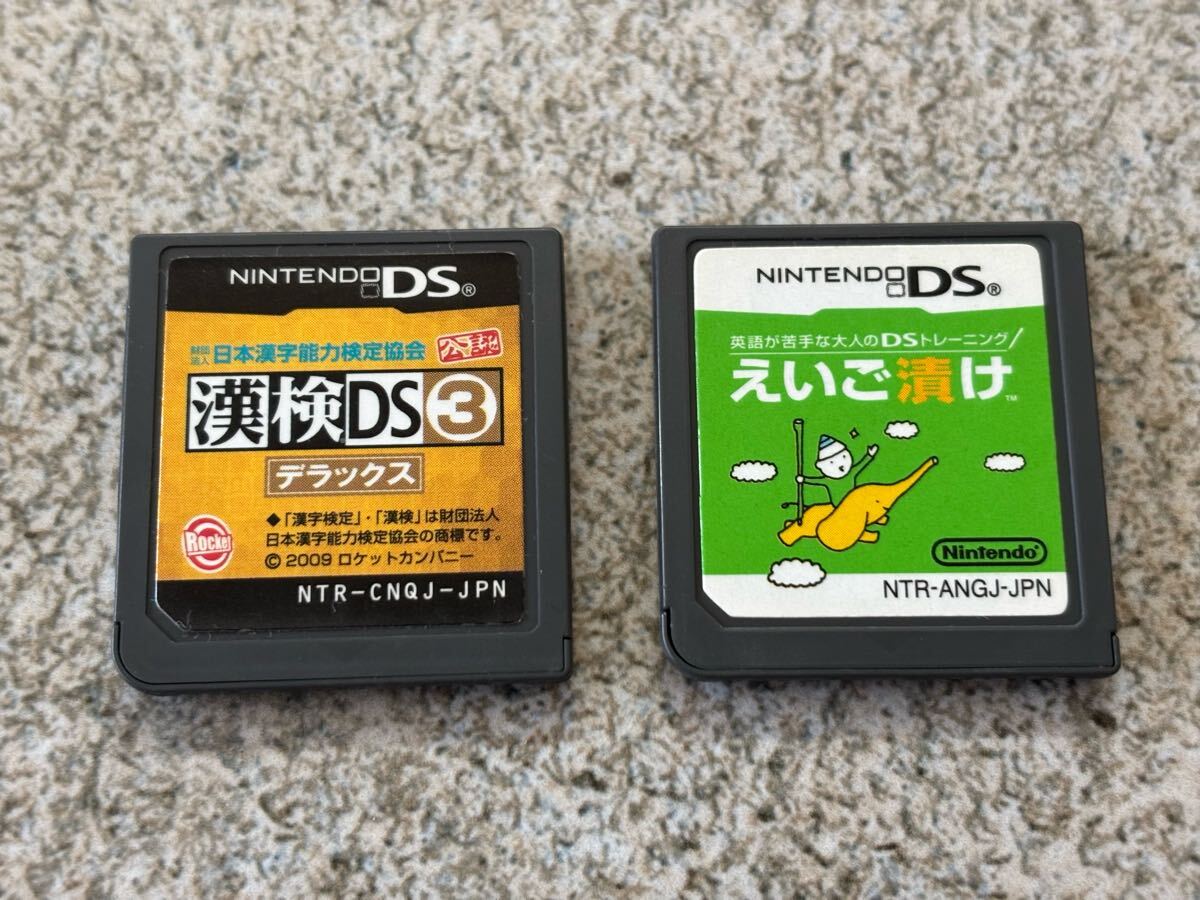 NINTENDO DS®
財団法人 日本漢字能力検定協会 公認
漢検DS3
デラックス
◆「漢字検定」・「漢検」は財団法人
日本漢字能力検定協会の商標です。
© 2009 ロケットカンパニー
Rocket
NTR-CNQJ-JPN
NINTENDO DS®
英語が苦手な大人のDSトレーニング
えいご漬け™
Nintendo®
NTR-ANGJ-JPN